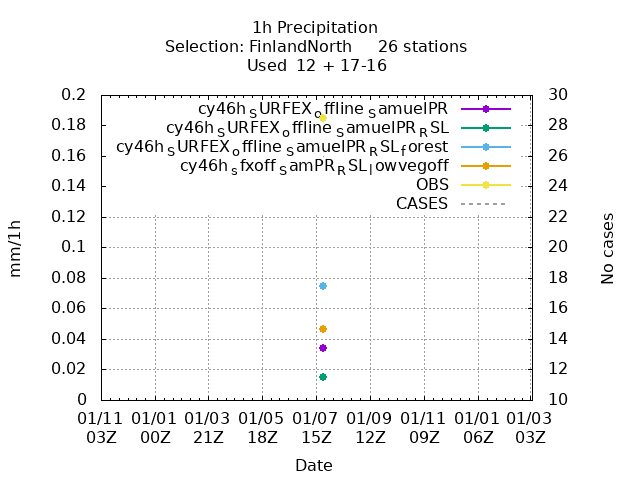 1h Precipitation
Selection: FinlandNorth 26 stations
Used 12 + 17-16
0.2 30
cy46h_SURFEX_offline_SamuelPR
0.18 28
cy46h_SURFEX_offline_SamuelPR_RSL
cy46h_SURFEX_offline_SamuelPR_RSL_forest
0.16 26
cy46h_sfxoff_SamPR_RSL_lowvegoff
0.14 24
OBS
CASES
0.12 22
0.1 20
0.08 18
0.06 16
0.04 14
0.02 12
0 10
mm/1h
No cases
01/11 01/01 01/03 01/05 01/07 01/09 01/11 01/01 01/03
03Z 00Z 21Z 18Z 15Z 12Z 09Z 06Z 03Z
Date